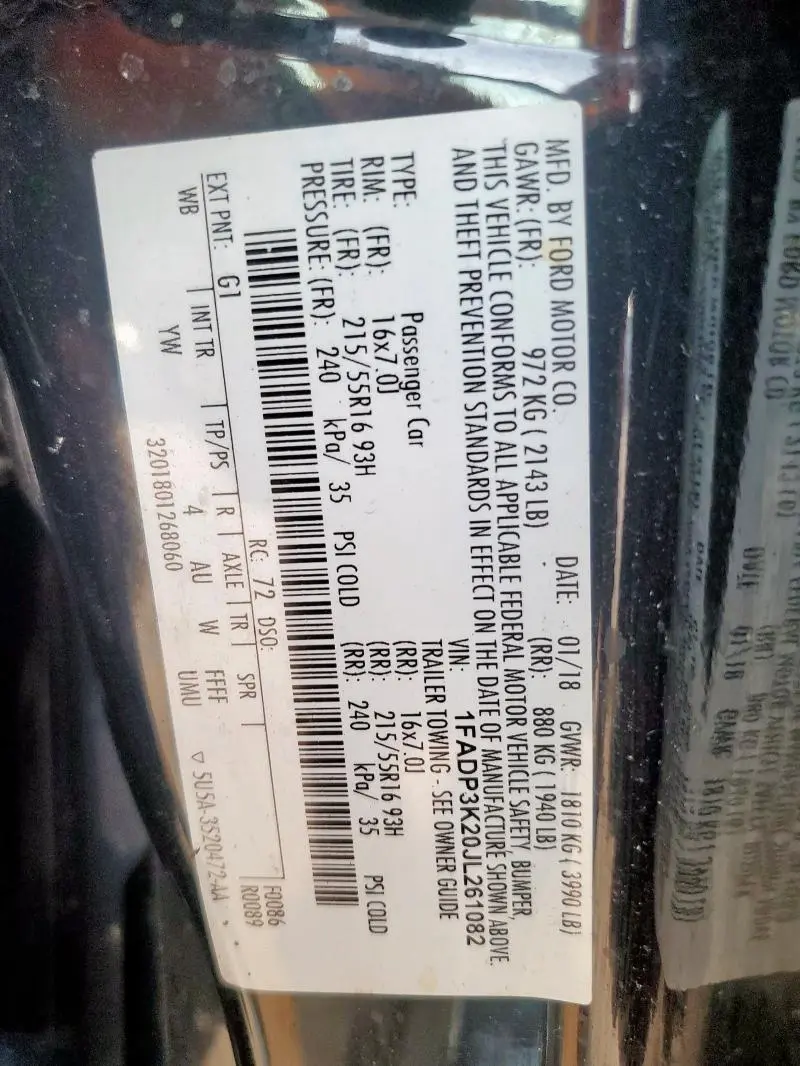 MFD. BY FORD MOTOR CO.
DATE: 01/18 GVWR: 1810 KG ( 3990 LB)
GAWR: (FR): 972 KG ( 2143 LB) (RR): 880 KG ( 1940 LB)
THIS VEHICLE CONFORMS TO ALL APPLICABLE FEDERAL MOTOR VEHICLE SAFETY, BUMPER,
AND THEFT PREVENTION STANDARDS IN EFFECT ON THE DATE OF MANUFACTURE SHOWN ABOVE.
VIN: 1FADP3K20JL261082
TYPE: Passenger Car TRAILER TOWING - SEE OWNER GUIDE
RIM: (FR): 16x7.0J (RR): 16x7.0J
TIRE: (FR): 215/55R16 93H (RR): 215/55R16 93H
PRESSURE: (FR): 240 kPa/ 35 PSI COLD (RR): 240 kPa/ 35 PSI COLD
F0086
RC: 72 DSO: R0089
EXT PNT: G1 | INT TR | TP/PS | R | AXLE | TR | SPR |
WB YW 4 AU W FFFF
UMU
3201801268060
▽ 5U5A-3520472-AA